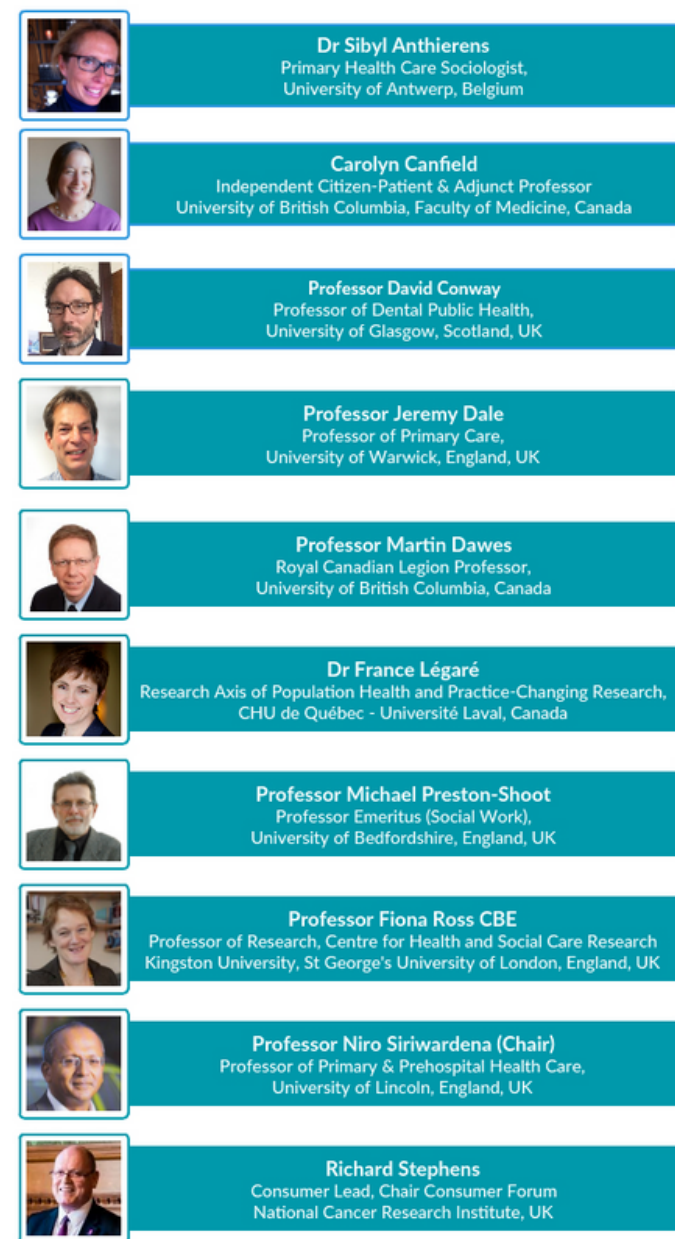 Dr Sibyl Anthierens
Primary Health Care Sociologist,
University of Antwerp, Belgium
Carolyn Canfield
Independent Citizen-Patient & Adjunct Professor
University of British Columbia, Faculty of Medicine, Canada
Professor David Conway
Professor of Dental Public Health,
University of Glasgow, Scotland, UK
Professor Jeremy Dale
Professor of Primary Care,
University of Warwick, England, UK
Professor Martin Dawes
Royal Canadian Legion Professor,
University of British Columbia, Canada
Dr France Légaré
Research Axis of Population Health and Practice-Changing Research,
CHU de Québec - Université Laval, Canada
Professor Michael Preston-Shoot
Professor Emeritus (Social Work),
University of Bedfordshire, England, UK
Professor Fiona Ross CBE
Professor of Research, Centre for Health and Social Care Research
Kingston University, St George's University of London, England, UK
Professor Niro Siriwardena (Chair)
Professor of Primary & Prehospital Health Care,
University of Lincoln, England, UK
Richard Stephens
Consumer Lead, Chair Consumer Forum
National Cancer Research Institute, UK